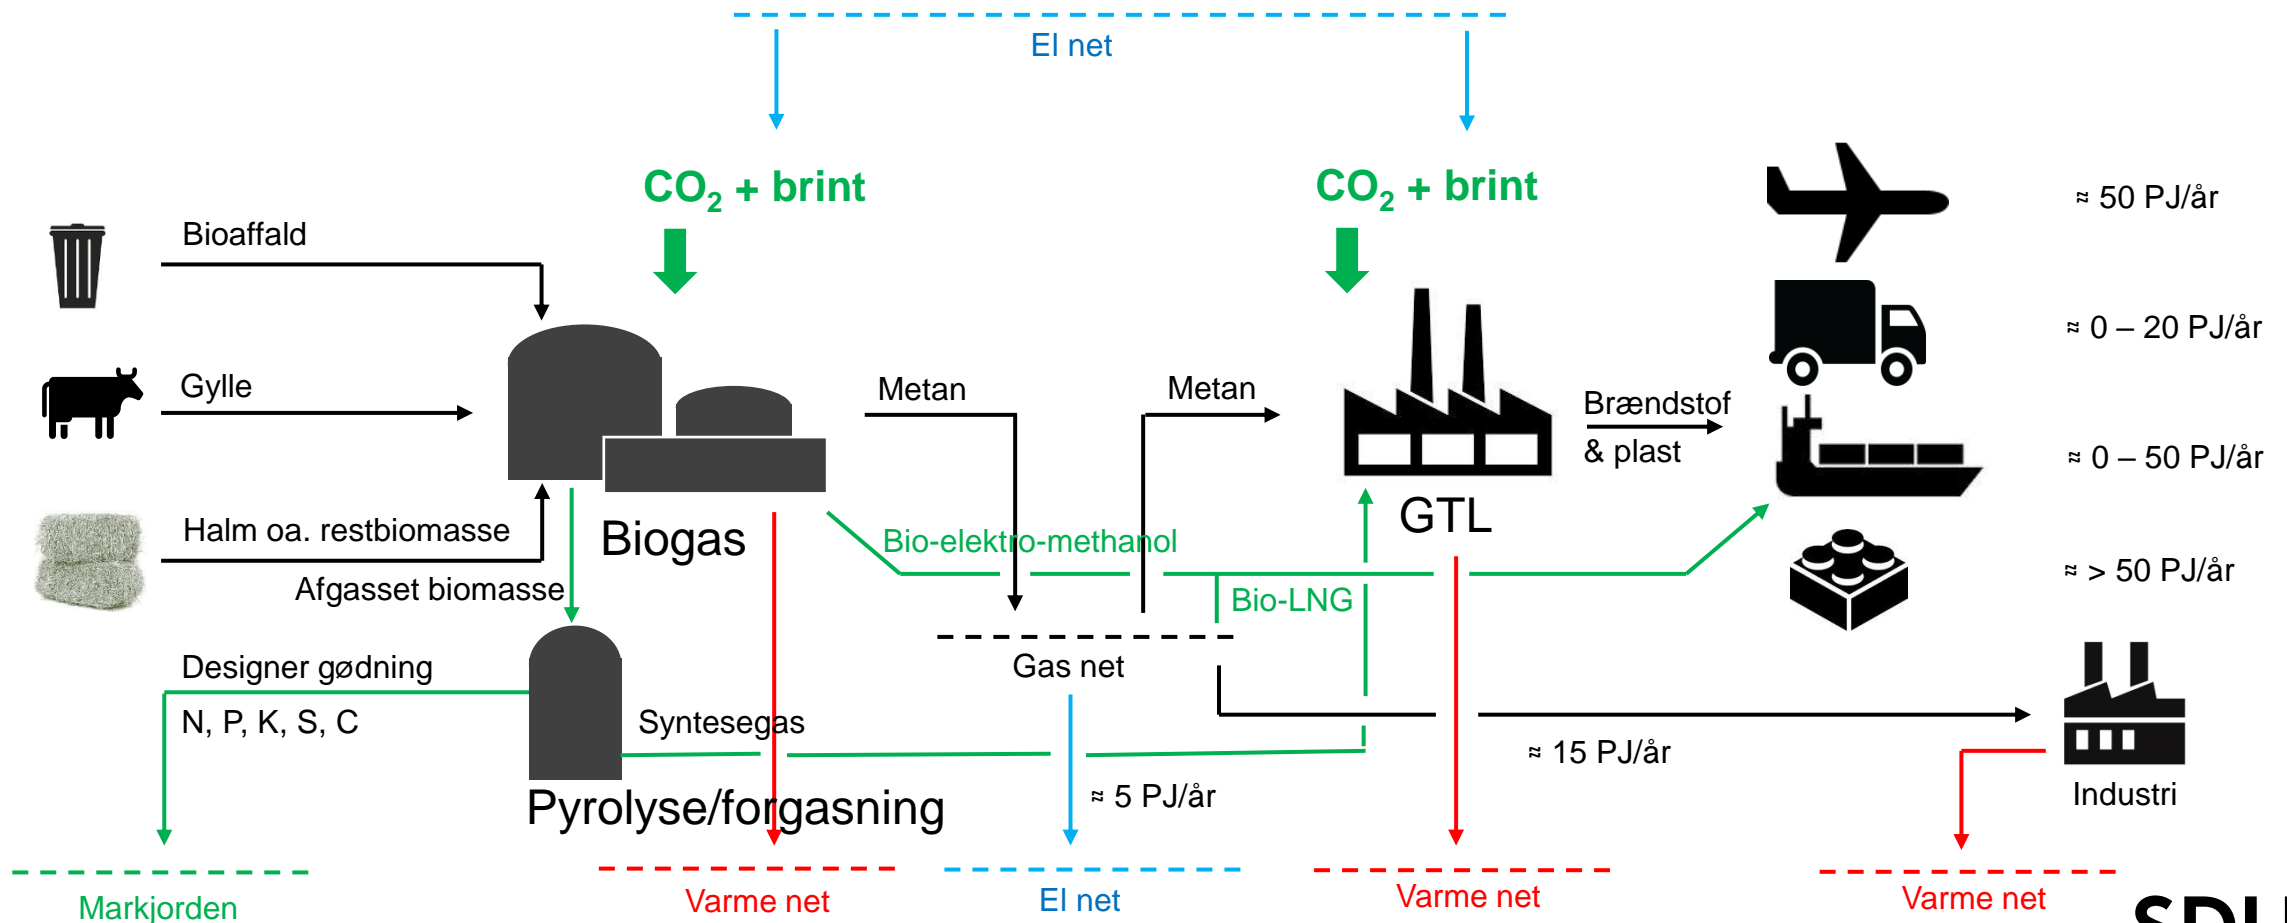 El net
CO₂ + brint
CO₂ + brint
≈ 50 PJ/år
Bioaffald
≈ 0 – 20 PJ/år
Gylle
Metan
Metan
Brændstof
& plast
≈ 0 – 50 PJ/år
Halm oa. restbiomasse
Biogas
Bio-elektro-methanol
GTL
≈ > 50 PJ/år
Afgasset biomasse
Bio-LNG
Designer gødning
Gas net
N, P, K, S, C
Syntesegas
≈ 15 PJ/år
Pyrolyse/forgasning
≈ 5 PJ/år
Industri
Markjorden
Varme net
El net
Varme net
Varme net